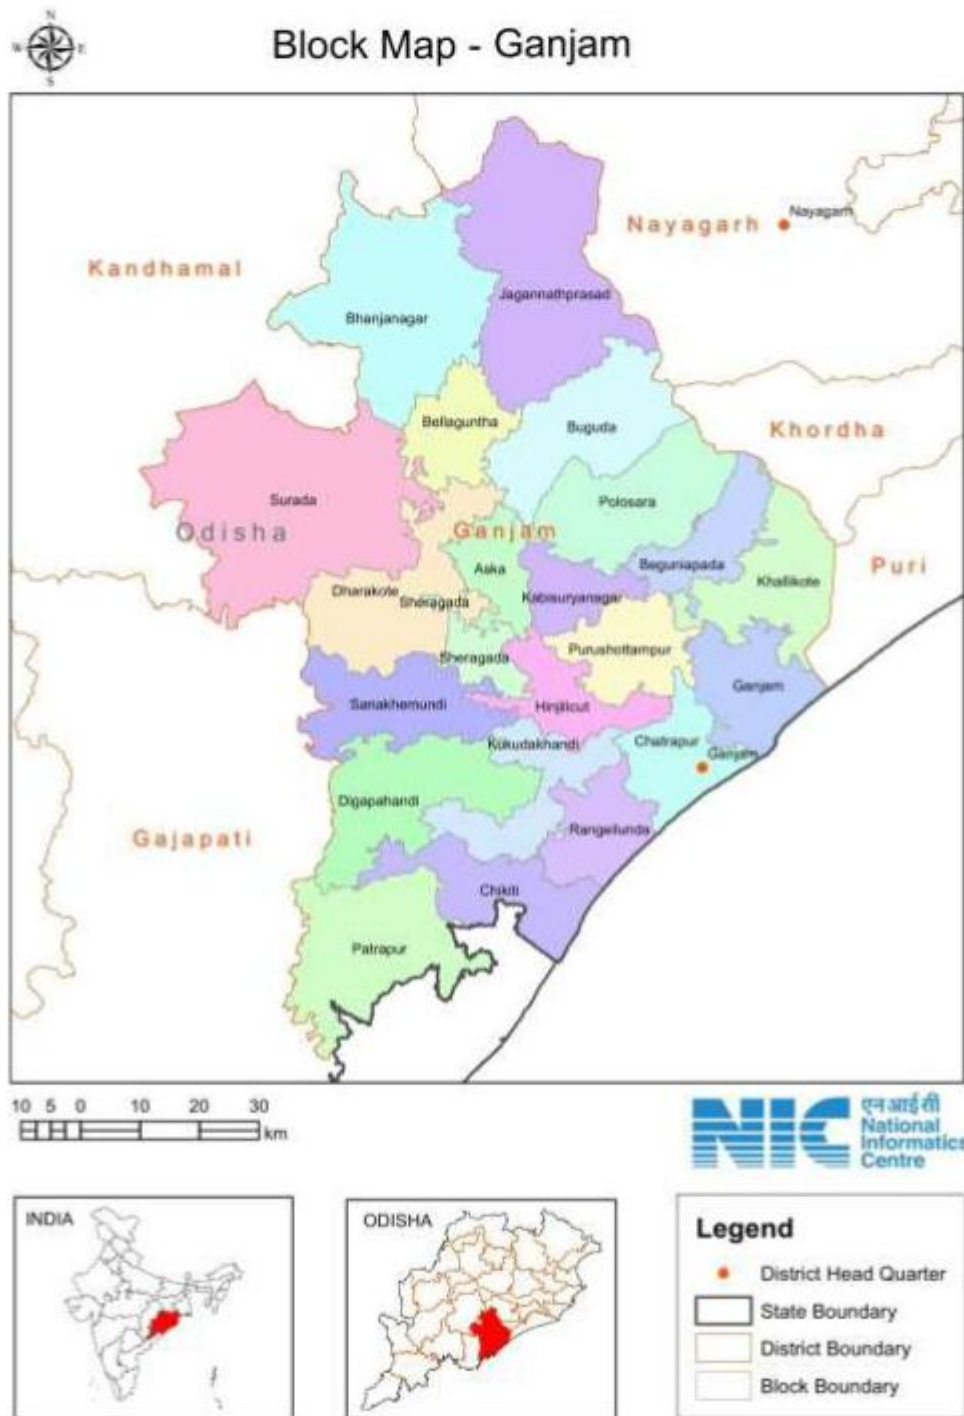 N
W E
S
Block Map - Ganjam
Nayagarh
Nayagarh
Kandhamal
Jagannathprasad
Bhanjanagar
Bellaguntha
Buguda
Khordha
Surada
Polosara
Odisha
Ganjam
Aska
Beguniapada
Puri
Khallikote
Dharakote
Sheragada
Kabisuryanagar
Sheragada
Purushottampur
Ganjam
Sanakhemundi
Hinjilicut
Kukudakhandi
Chatrapur
Ganjam
Digapahandi
Rangeilunda
Gajapati
Chikiti
Patrapur
10 5 0 10 20 30
km
NIC
एन आई सी
National
Informatics
Centre
INDIA
ODISHA
Legend
District Head Quarter
State Boundary
District Boundary
Block Boundary